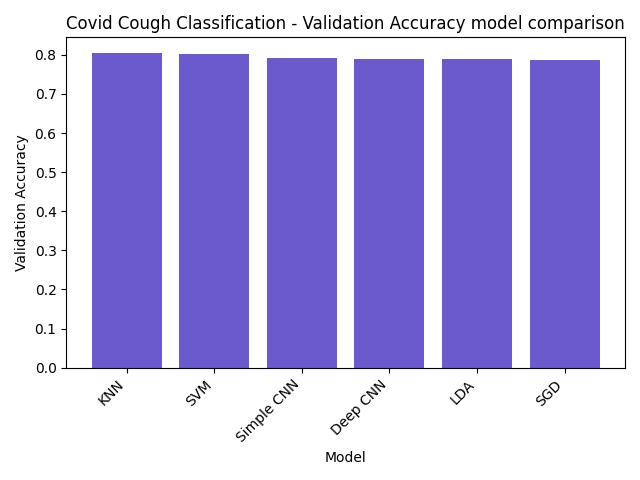 Covid Cough Classification - Validation Accuracy model comparison
Validation Accuracy
0.8
0.7
0.6
0.5
0.4
0.3
0.2
0.1
0.0
KNN
SVM
Simple CNN
Deep CNN
LDA
SGD
Model